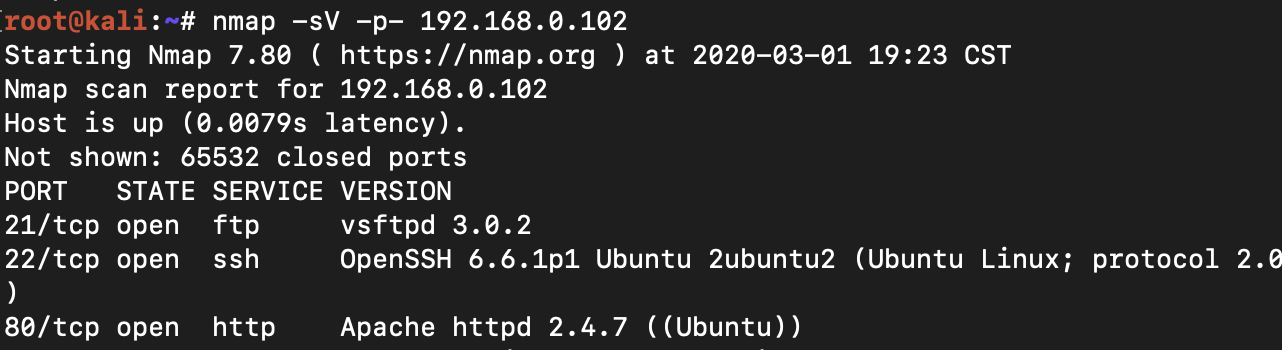 root@kali:~# nmap -sV -p- 192.168.0.102
Starting Nmap 7.80 ( https://nmap.org ) at 2020-03-01 19:23 CST
Nmap scan report for 192.168.0.102
Host is up (0.0079s latency).
Not shown: 65532 closed ports
PORT   STATE SERVICE VERSION
21/tcp open  ftp     vsftpd 3.0.2
22/tcp open  ssh     OpenSSH 6.6.1p1 Ubuntu 2ubuntu2 (Ubuntu Linux; protocol 2.0
)
80/tcp open  http    Apache httpd 2.4.7 ((Ubuntu))